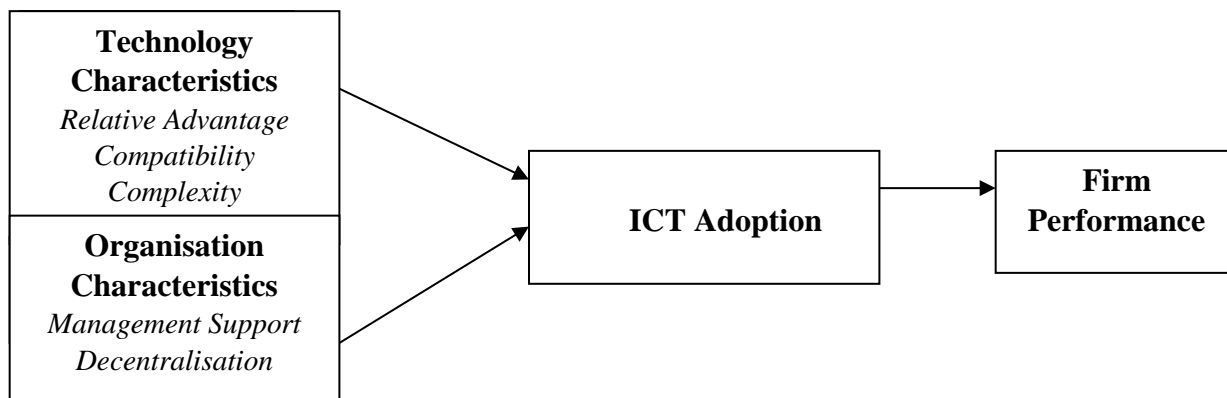 Technology
Characteristics
Relative Advantage
Compatibility
Complexity
Organisation
Characteristics
Management Support
Decentralisation
ICT Adoption
Firm
Performance